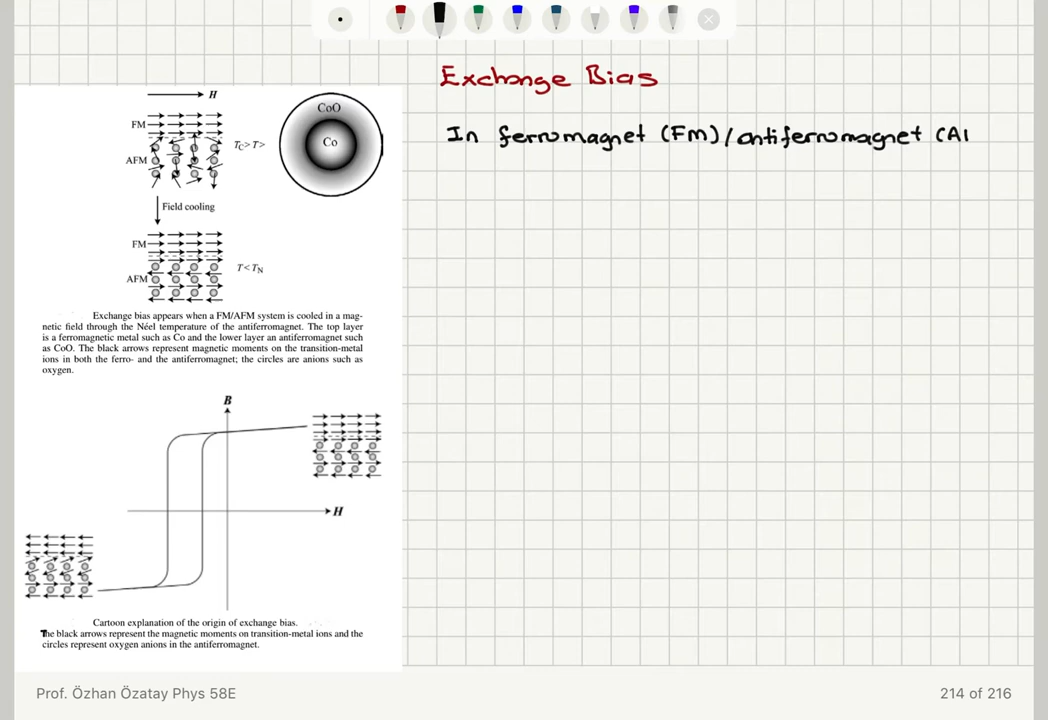 Exchange Bias
In ferromagnet (Fm)/antiferromagnet (Al
H
FM
AFM
T_C> T>
CoO
Co
Field cooling
FM
AFM
T< T_N
Exchange bias appears when a FM/AFM system is cooled in a mag-
netic field through the Néel temperature of the antiferromagnet. The top layer
is a ferromagnetic metal such as Co and the lower layer an antiferromagnet such
as CoO. The black arrows represent magnetic moments on the transition-metal
ions in both the ferro- and the antiferromagnet; the circles are anions such as
oxygen.
B
H
Cartoon explanation of the origin of exchange bias.
The black arrows represent the magnetic moments on transition-metal ions and the
circles represent oxygen anions in the antiferromagnet.
Prof. Özhan Özatay Phys 58E
214 of 216